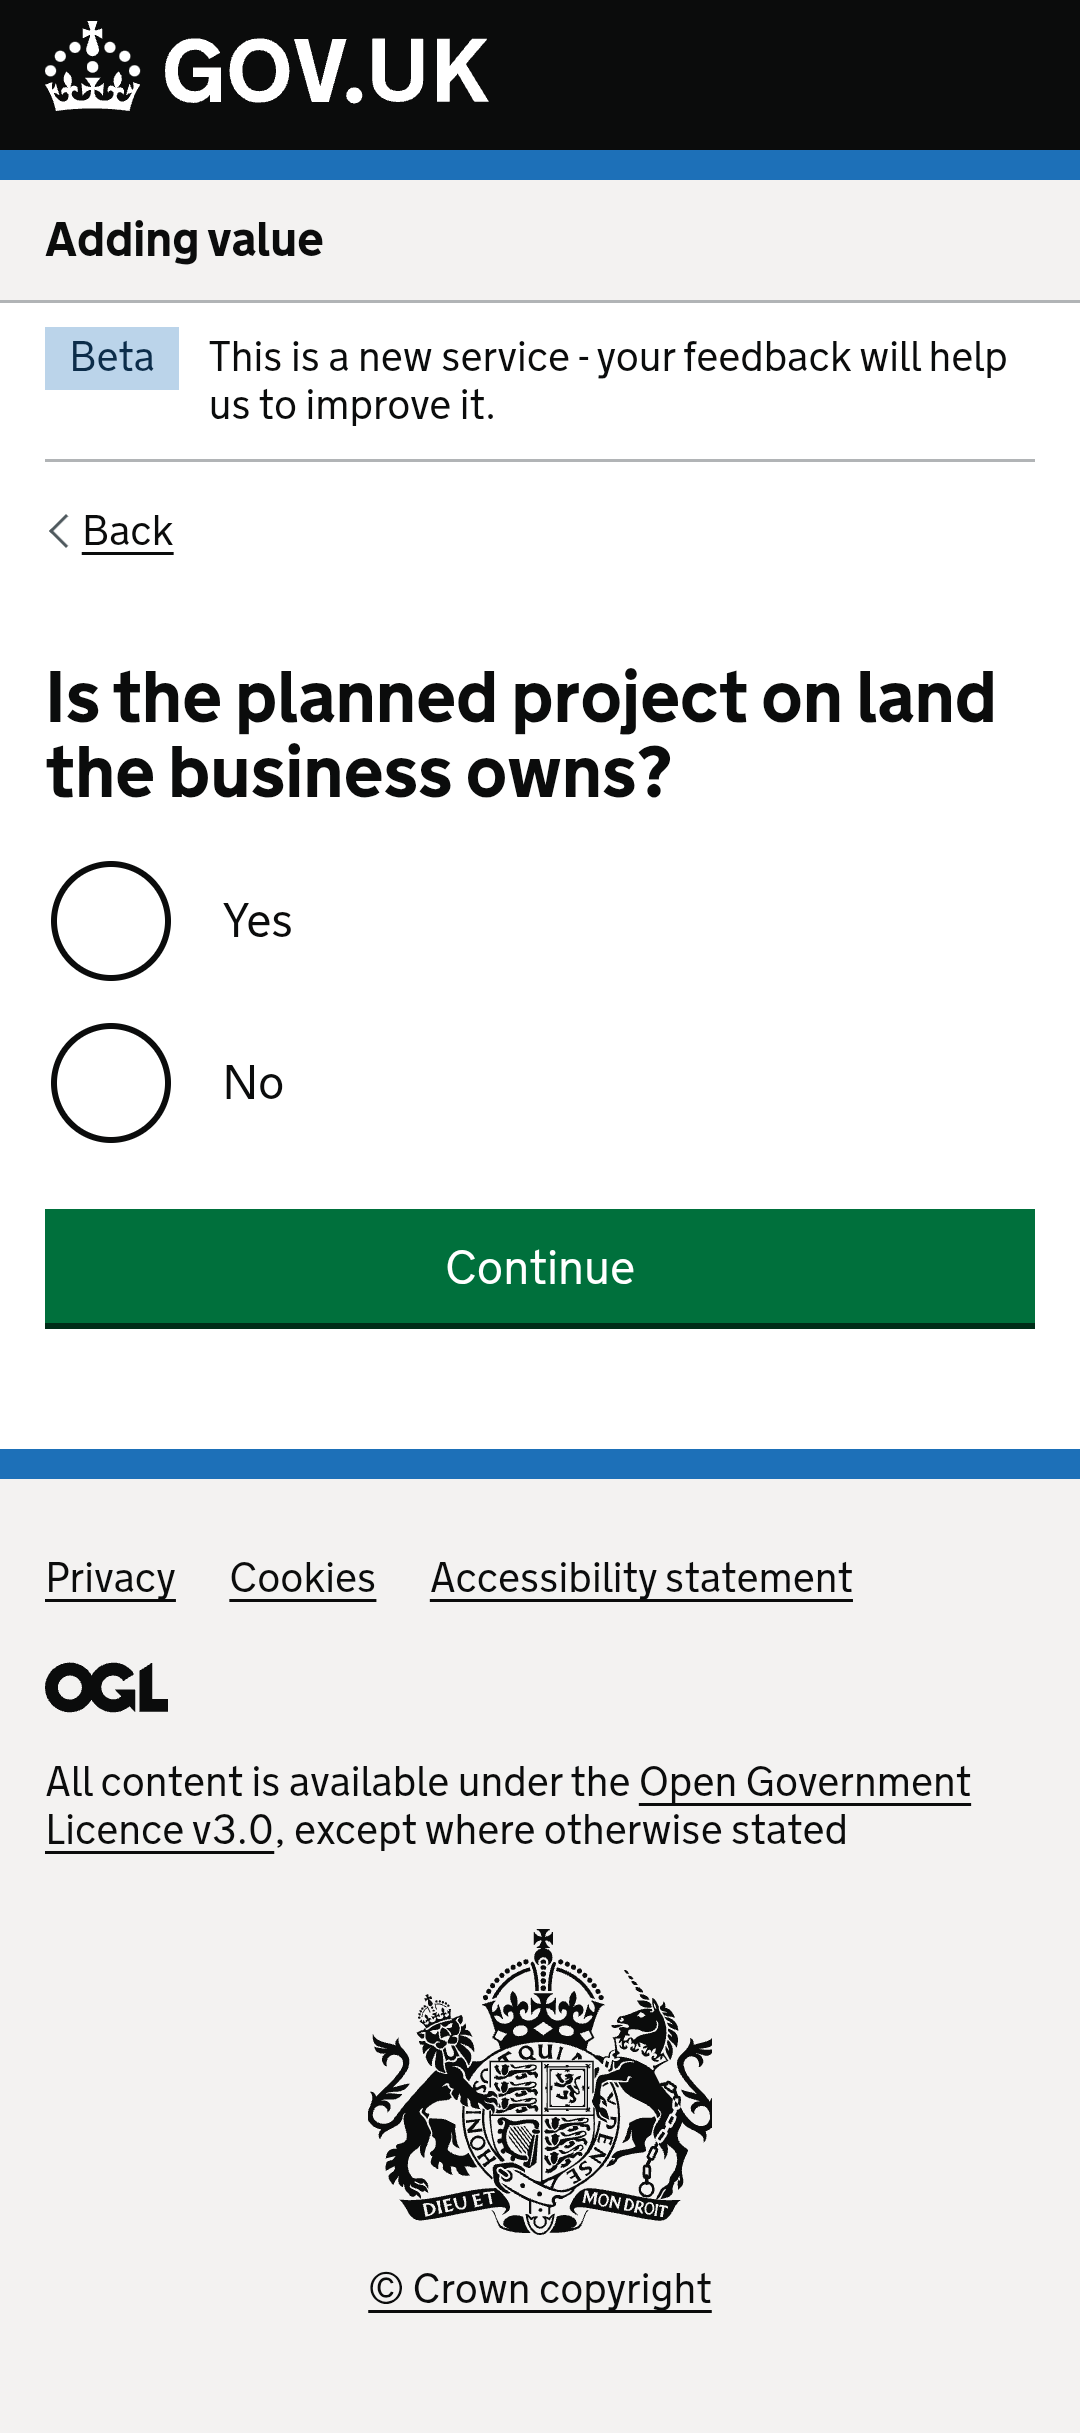 GOV.UK
Adding value
Beta
This is a new service - your feedback will help
us to improve it.
Back
Is the planned project on land
the business owns?
Yes
No
Continue
Privacy Cookies Accessibility statement
OGL
All content is available under the Open Government
Licence v3.0, except where otherwise stated
DIEU ET MON DROIT
© Crown copyright